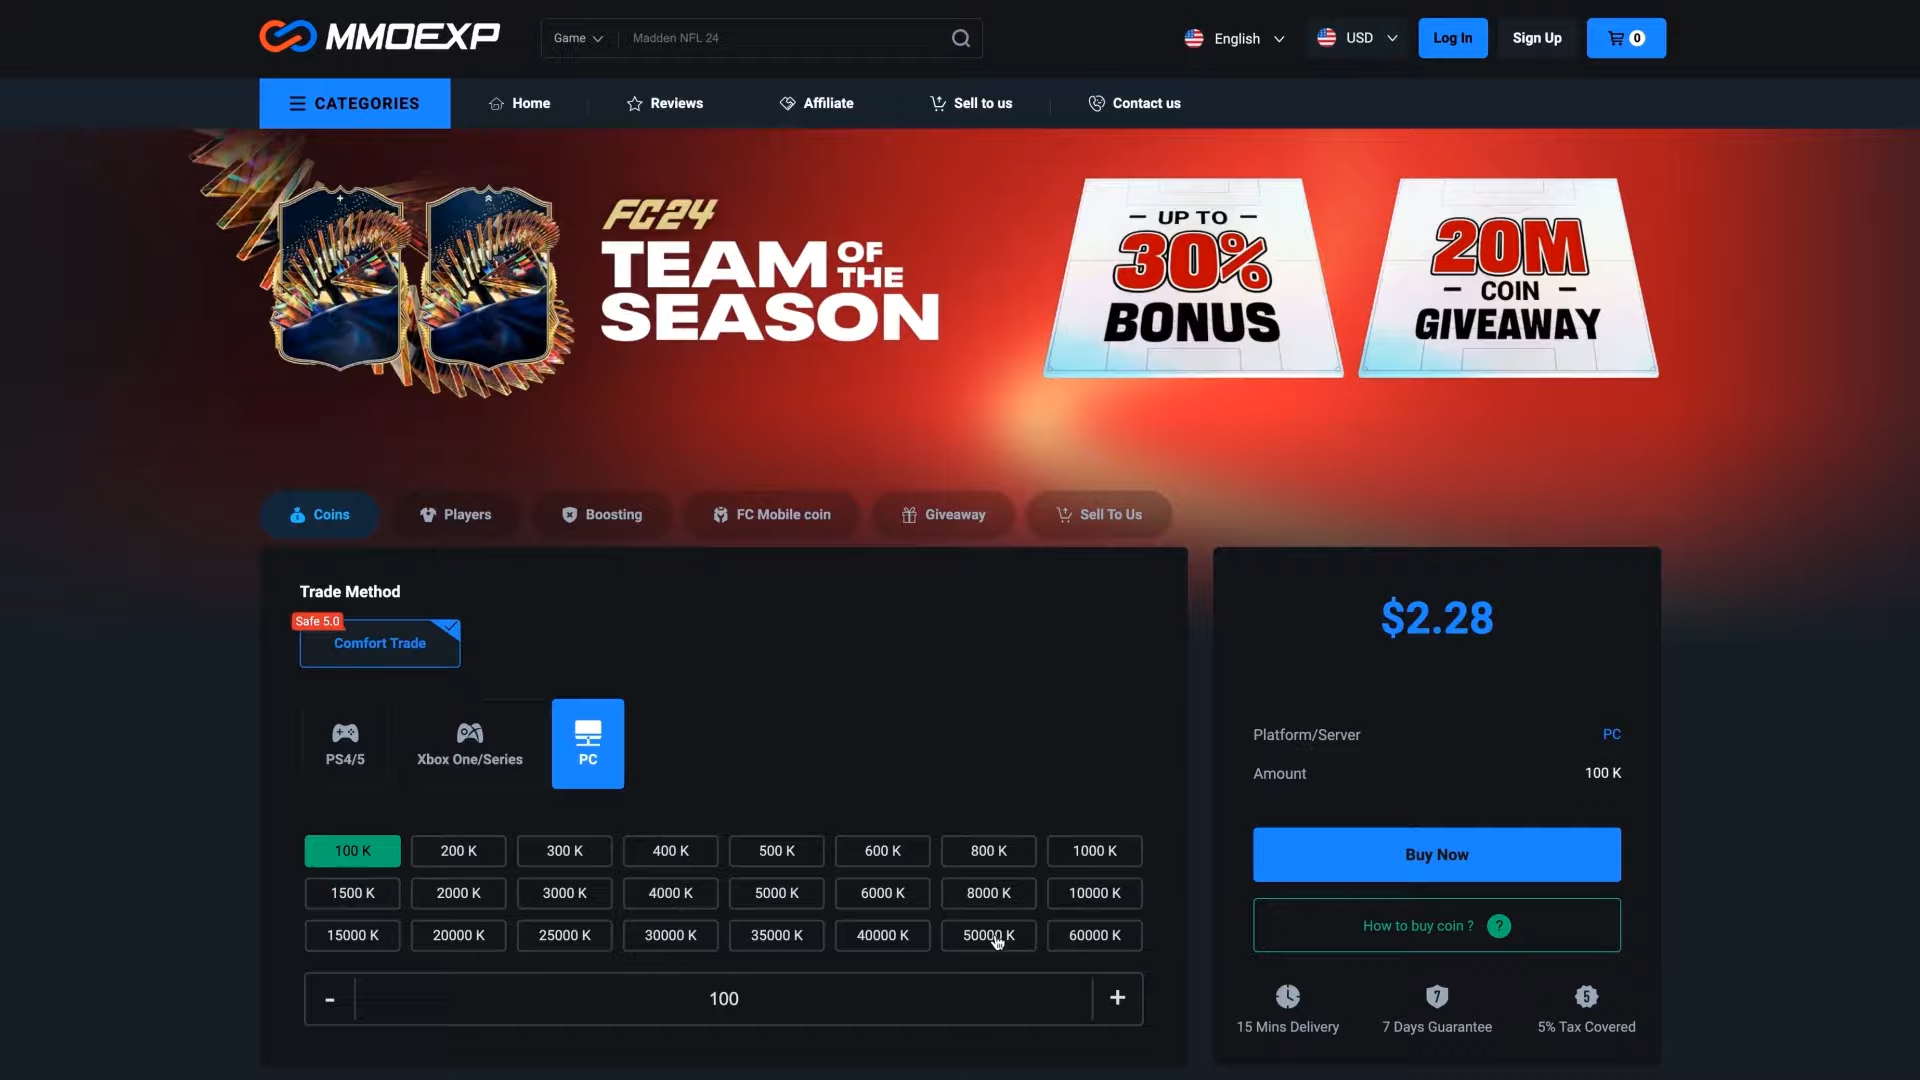 MMOEXP
Game
Madden NFL 24
English
USD
Log In
Sign Up
0
CATEGORIES
Home
Reviews
Affiliate
Sell to us
Contact us
FC24
TEAM OF THE
SEASON
UP TO
30%
BONUS
20M
COIN
GIVEAWAY
Coins
Players
Boosting
FC Mobile coin
Giveaway
Sell To Us
Trade Method
Safe 5.0
Comfort Trade
PS4/5
Xbox One/Series
PC
100 K
200 K
300 K
400 K
500 K
600 K
800 K
1000 K
1500 K
2000 K
3000 K
4000 K
5000 K
6000 K
8000 K
10000 K
15000 K
20000 K
25000 K
30000 K
35000 K
40000 K
50000 K
60000 K
-
100
+
$2.28
Platform/Server
PC
Amount
100 K
Buy Now
How to buy coin ?
?
15 Mins Delivery
7
7 Days Guarantee
5
5% Tax Covered